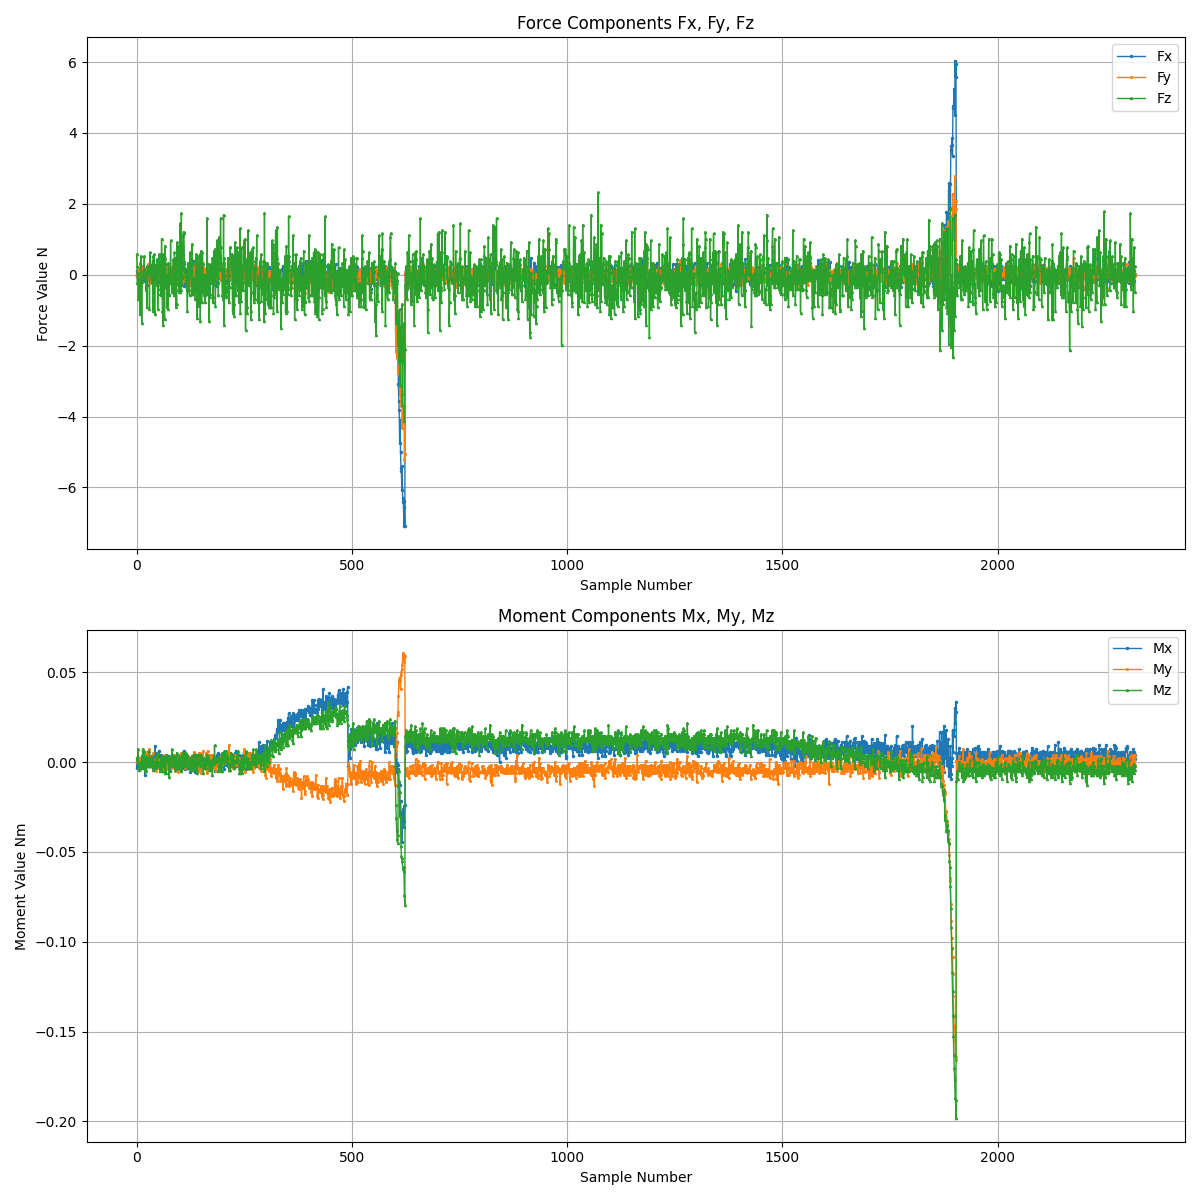 Force Components Fx, Fy, Fz
Force Value N
6
4
2
0
−2
−4
−6
Fx
Fy
Fz
0
500
1000
1500
2000
Sample Number
Moment Components Mx, My, Mz
Moment Value Nm
0.05
0.00
−0.05
−0.10
−0.15
−0.20
Mx
My
Mz
0
500
1000
1500
2000
Sample Number